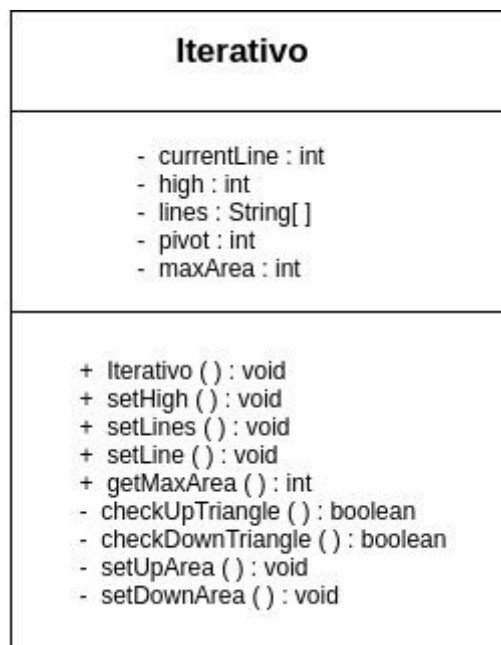 Iterativo
- currentLine : int
- high : int
- lines : String[ ]
- pivot : int
- maxArea : int
+ Iterativo ( ) : void
+ setHigh ( ) : void
+ setLines ( ) : void
+ setLine ( ) : void
+ getMaxArea ( ) : int
- checkUpTriangle ( ) : boolean
- checkDownTriangle ( ) : boolean
- setUpArea ( ) : void
- setDownArea ( ) : void